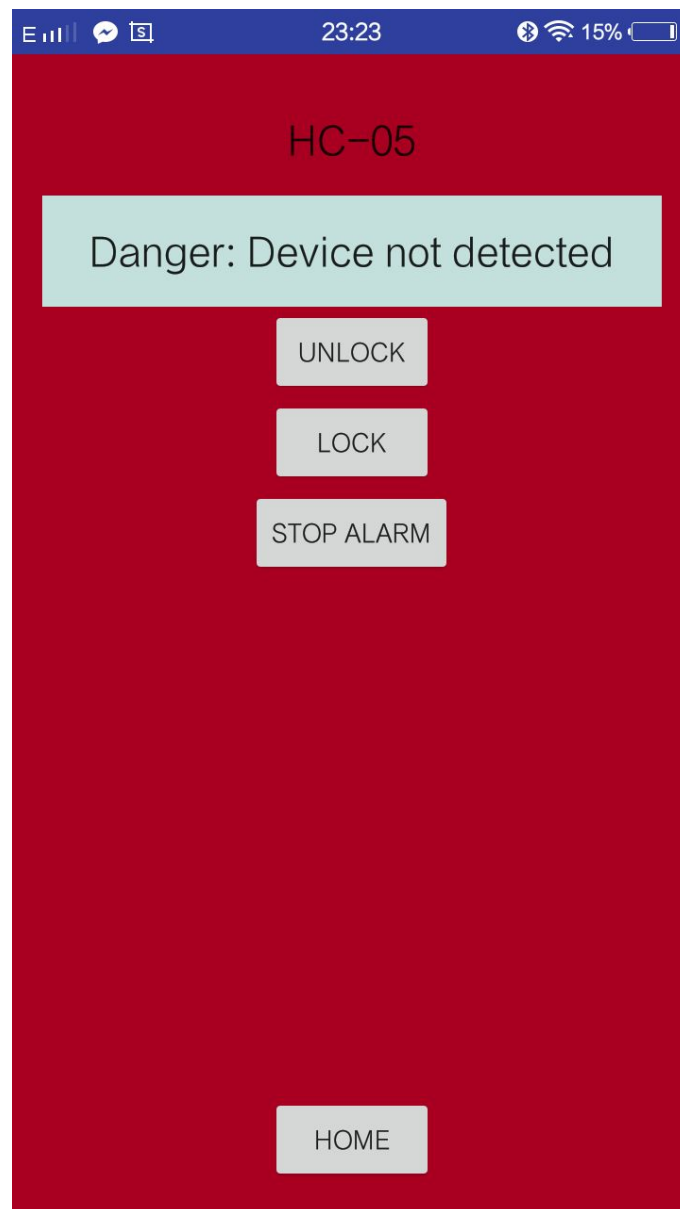 E 23:23 15%
HC-05
Danger: Device not detected
UNLOCK
LOCK
STOP ALARM
HOME